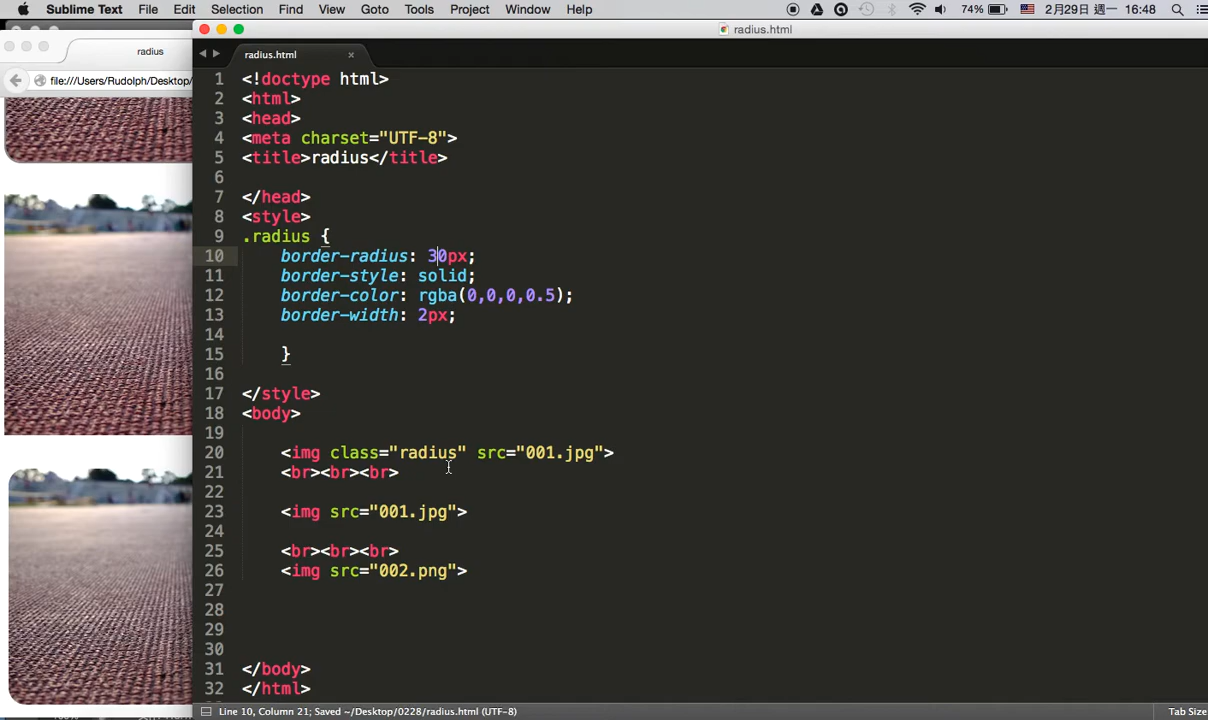 Sublime Text File Edit Selection Find View Goto Tools Project Window Help 74% 2月29日 週一 16:48
radius.html
radius
radius.html ×
file:///Users/Rudolph/Desktop/
1 <!doctype html>
2 <html>
3 <head>
4 <meta charset="UTF-8">
5 <title>radius</title>
6
7 </head>
8 <style>
9 .radius {
10 border-radius: 30px;
11 border-style: solid;
12 border-color: rgba(0,0,0,0.5);
13 border-width: 2px;
14
15 }
16
17 </style>
18 <body>
19
20 <img class="radius" src="001.jpg">
21 <br><br><br>
22
23 <img src="001.jpg">
24
25 <br><br><br>
26 <img src="002.png">
27
28
29
30
31 </body>
32 </html>
Line 10, Column 21; Saved ~/Desktop/0228/radius.html (UTF-8) Tab Size